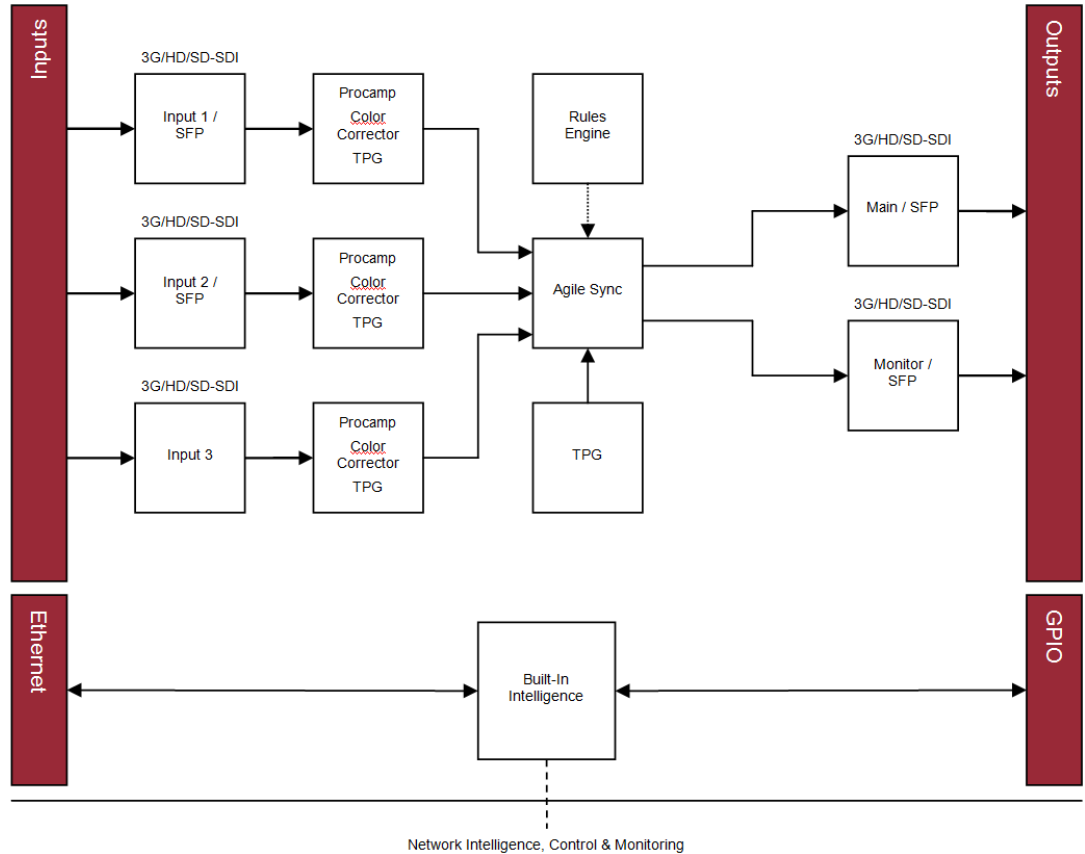 Inputs
3G/HD/SD-SDI
Input 1 /
SFP
Procamp
Color
Corrector
TPG
Rules
Engine
Outputs
3G/HD/SD-SDI
Main / SFP
3G/HD/SD-SDI
Input 2 /
SFP
Procamp
Color
Corrector
TPG
Agile Sync
3G/HD/SD-SDI
Monitor /
SFP
3G/HD/SD-SDI
Input 3
Procamp
Color
Corrector
TPG
TPG
Ethernet
Built-In
Intelligence
GPIO
Network Intelligence, Control & Monitoring